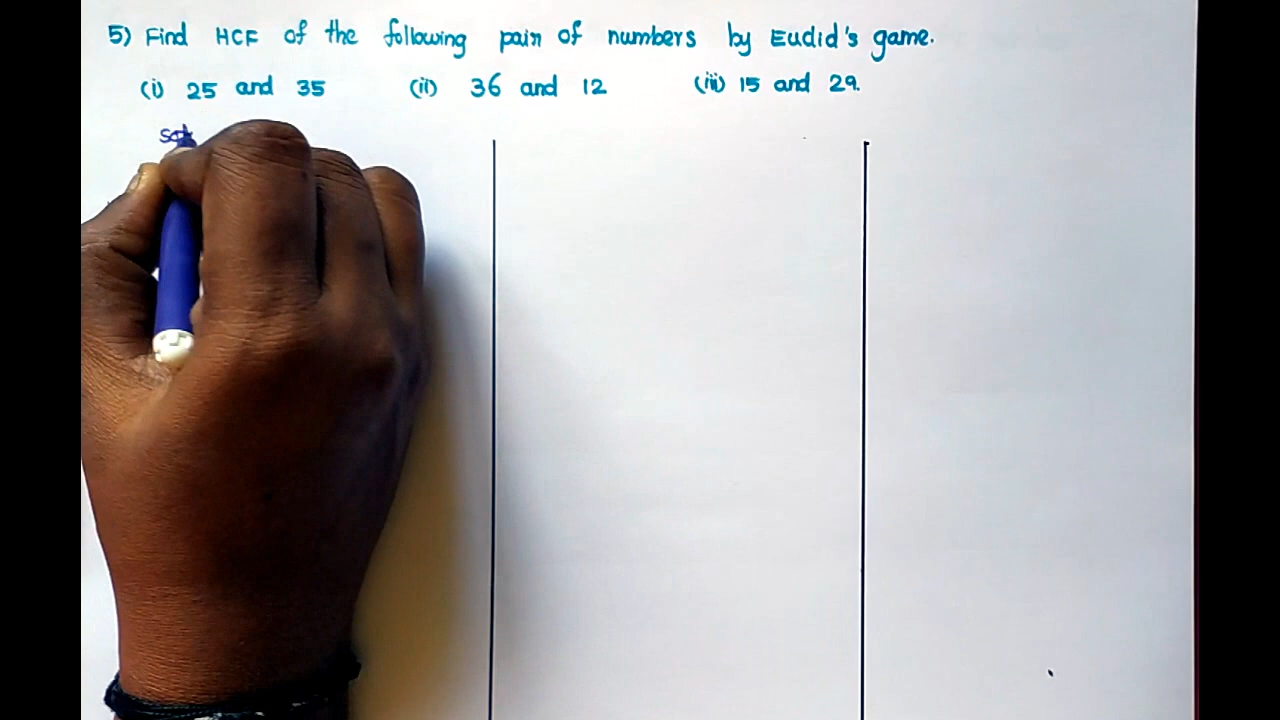 5) Find HCF of the following pair of numbers by Euclid's game.
(i) 25 and 35 (ii) 36 and 12 (iii) 15 and 29.